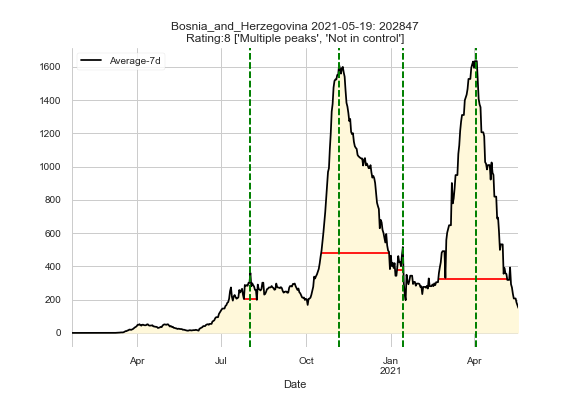 Bosnia_and_Herzegovina 2021-05-19: 202847
Rating:8 ['Multiple peaks', 'Not in control']
Average-7d
1600
1400
1200
1000
800
600
400
200
0
Apr
Jul
Oct
Jan
2021
Apr
Date